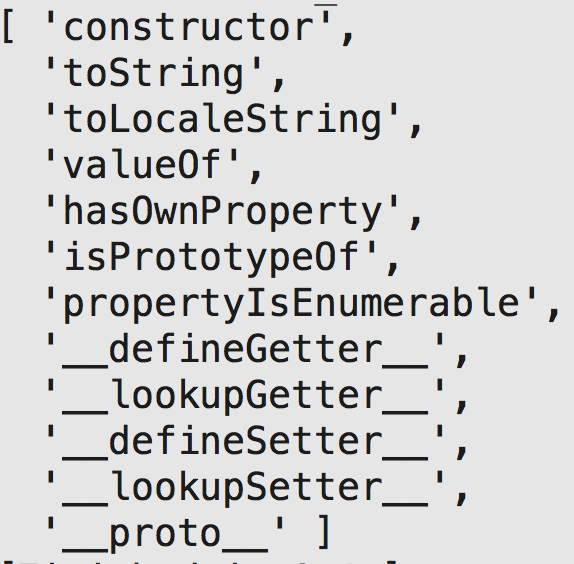 [ 'constructor',
'toString',
'toLocaleString',
'valueOf',
'hasOwnProperty',
'isPrototypeOf',
'propertyIsEnumerable',
'__defineGetter__',
'__lookupGetter__',
'__defineSetter__',
'__lookupSetter__',
'__proto__' ]